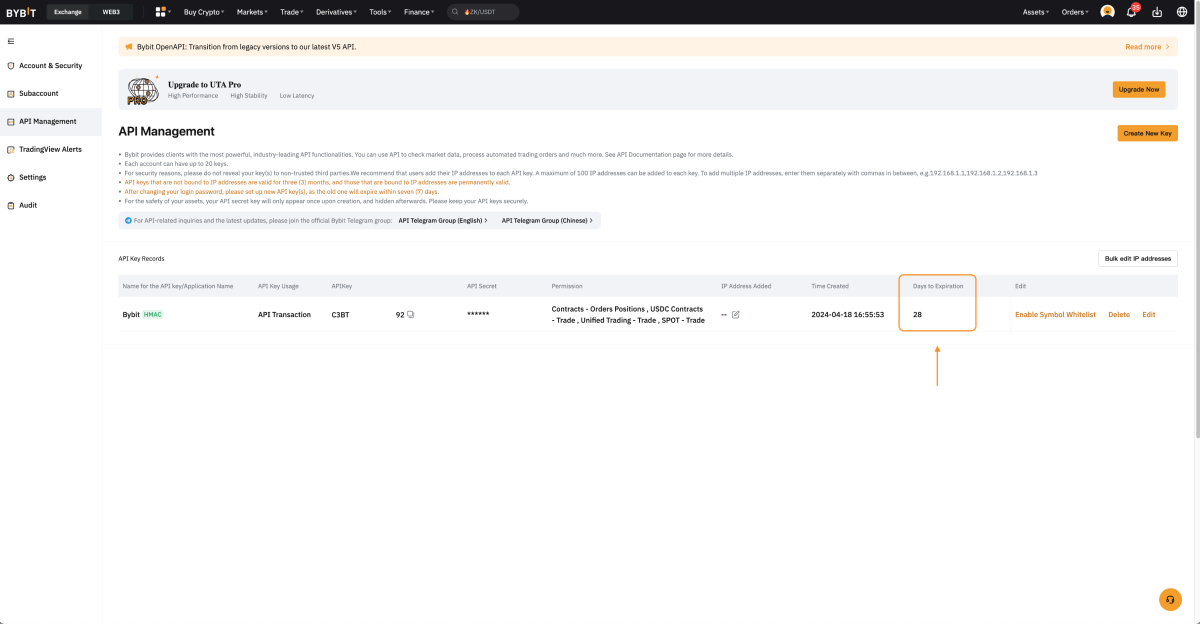 BYBIT Exchange WEB3 Buy Crypto Markets Trade Derivatives Tools Finance ZK/USDT Assets Orders 35
Bybit OpenAPI: Transition from legacy versions to our latest V5 API. Read more
Account & Security
Subaccount
API Management
TradingView Alerts
Settings
Audit
PRO
Upgrade to UTA Pro
High Performance High Stability Low Latency
Upgrade Now
API Management
Create New Key
• Bybit provides clients with the most powerful, industry-leading API functionalities. You can use API to check market data, process automated trading orders and much more. See API Documentation page for more details.
• Each account can have up to 20 keys.
• For security reasons, please do not reveal your key(s) to non-trusted third parties.We recommend that users add their IP addresses to each API key. A maximum of 100 IP addresses can be added to each key. To add multiple IP addresses, enter them separately with commas in between, e.g.192.168.1.1,192.168.1.2,192.168.1.3
• API keys that are not bound to IP addresses are valid for three (3) months, and those that are bound to IP addresses are permanently valid.
• After changing your login password, please set up new API key(s), as the old one will expire within seven (7) days.
• For the safety of your assets, your API secret key will only appear once upon creation, and hidden afterwards. Please keep your API keys securely.
For API-related inquiries and the latest updates, please join the official Bybit Telegram group: API Telegram Group (English) > API Telegram Group (Chinese) >
API Key Records
Bulk edit IP addresses
Name for the API key/Application Name API Key Usage APIKey API Secret Permission IP Address Added Time Created Days to Expiration Edit
Bybit HMAC API Transaction C3BT 92 ****** Contracts - Orders Positions , USDC Contracts
- Trade , Unified Trading - Trade , SPOT - Trade
-- 2024-04-18 16:55:53 28 Enable Symbol Whitelist Delete Edit